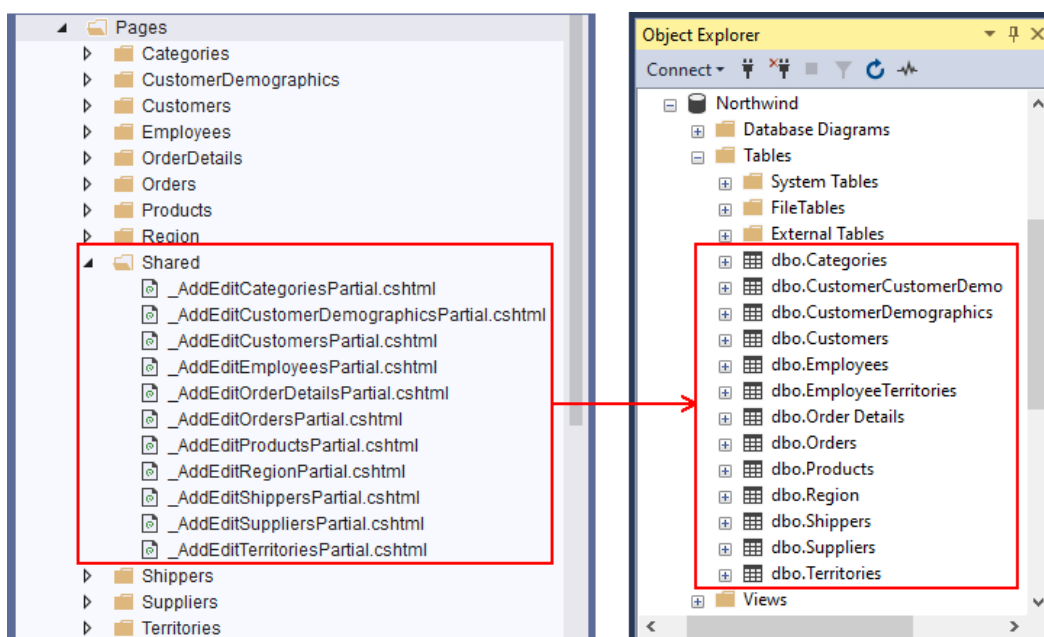 Pages
Categories
CustomerDemographics
Customers
Employees
OrderDetails
Orders
Products
Region
Shared
_AddEditCategoriesPartial.cshtml
_AddEditCustomerDemographicsPartial.cshtml
_AddEditCustomersPartial.cshtml
_AddEditEmployeesPartial.cshtml
_AddEditOrderDetailsPartial.cshtml
_AddEditOrdersPartial.cshtml
_AddEditProductsPartial.cshtml
_AddEditRegionPartial.cshtml
_AddEditShippersPartial.cshtml
_AddEditSuppliersPartial.cshtml
_AddEditTerritoriesPartial.cshtml
Shippers
Suppliers
Territories
Object Explorer
Connect
Northwind
Database Diagrams
Tables
System Tables
FileTables
External Tables
dbo.Categories
dbo.CustomerCustomerDemo
dbo.CustomerDemographics
dbo.Customers
dbo.Employees
dbo.EmployeeTerritories
dbo.Order Details
dbo.Orders
dbo.Products
dbo.Region
dbo.Shippers
dbo.Suppliers
dbo.Territories
Views